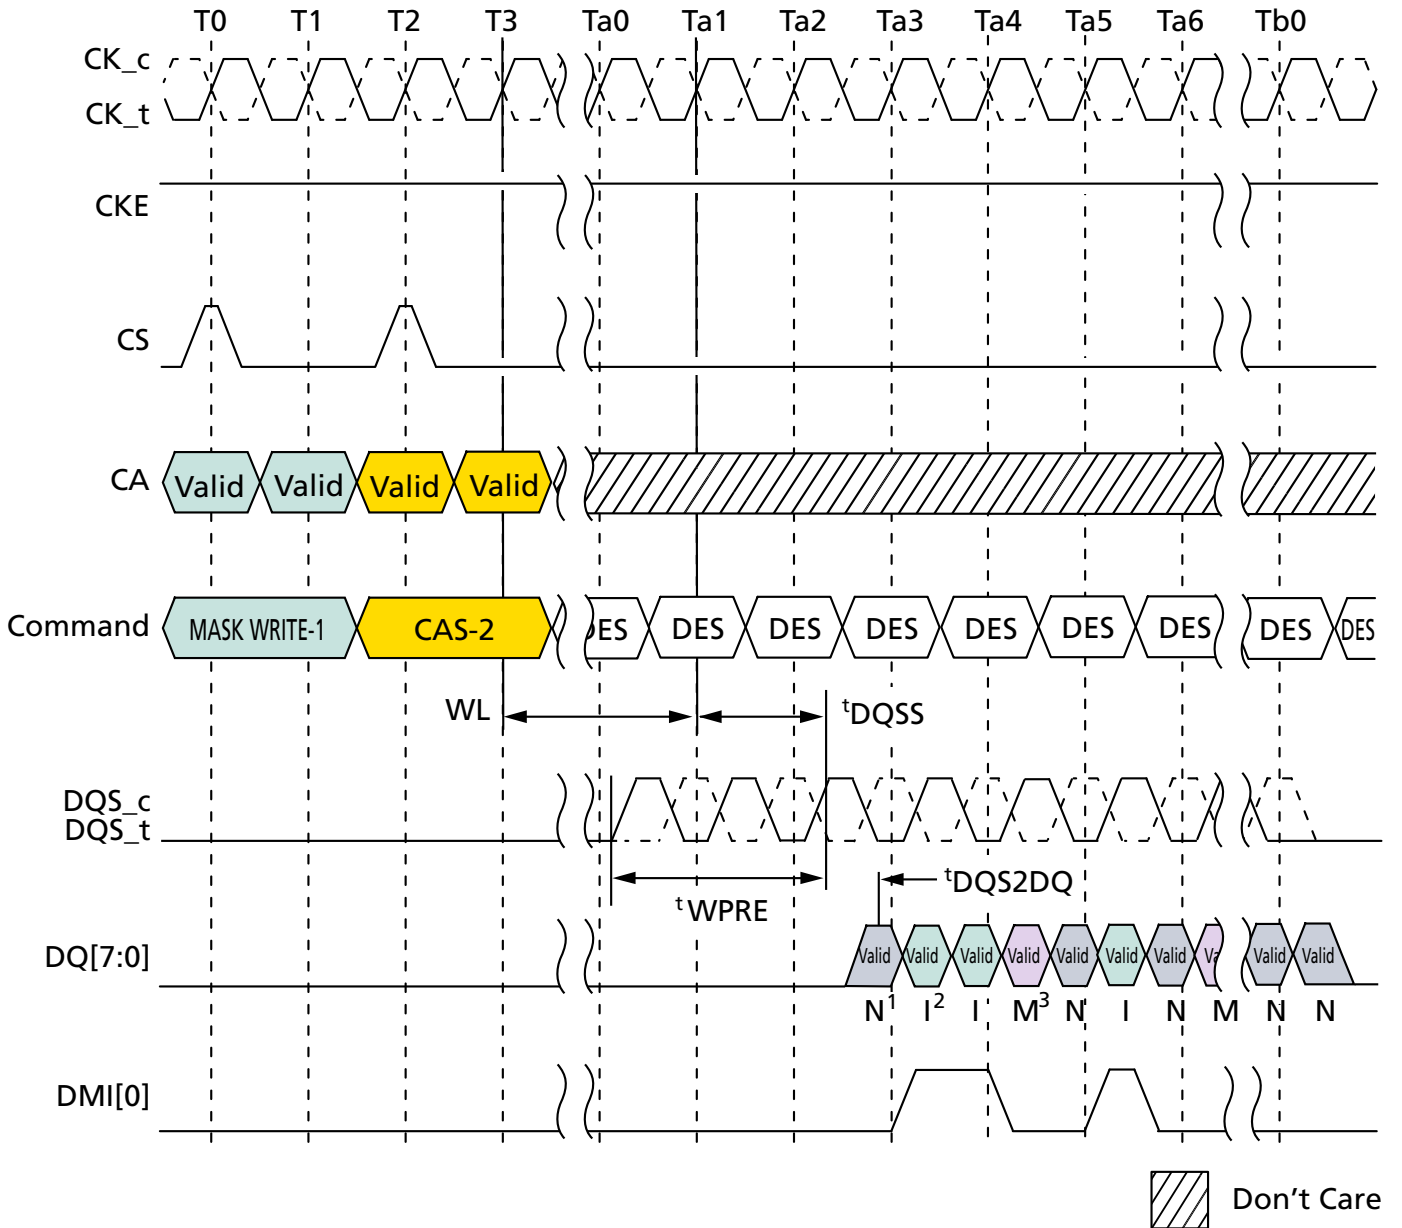 T0 T1 T2 T3 Ta0 Ta1 Ta2 Ta3 Ta4 Ta5 Ta6 Tb0
CK_c
CK_t
CKE
CS
CA Valid Valid Valid Valid
Command MASK WRITE-1 CAS-2 DES DES DES DES DES DES DES DES DES
WL tDQSS
DQS_c
DQS_t
tDQS2DQ
tWPRE
DQ[7:0] Valid Valid Valid Valid Valid Valid Valid Va Valid Valid
N1 I2 I M3 N I N M N N
DMI[0]
Don't Care